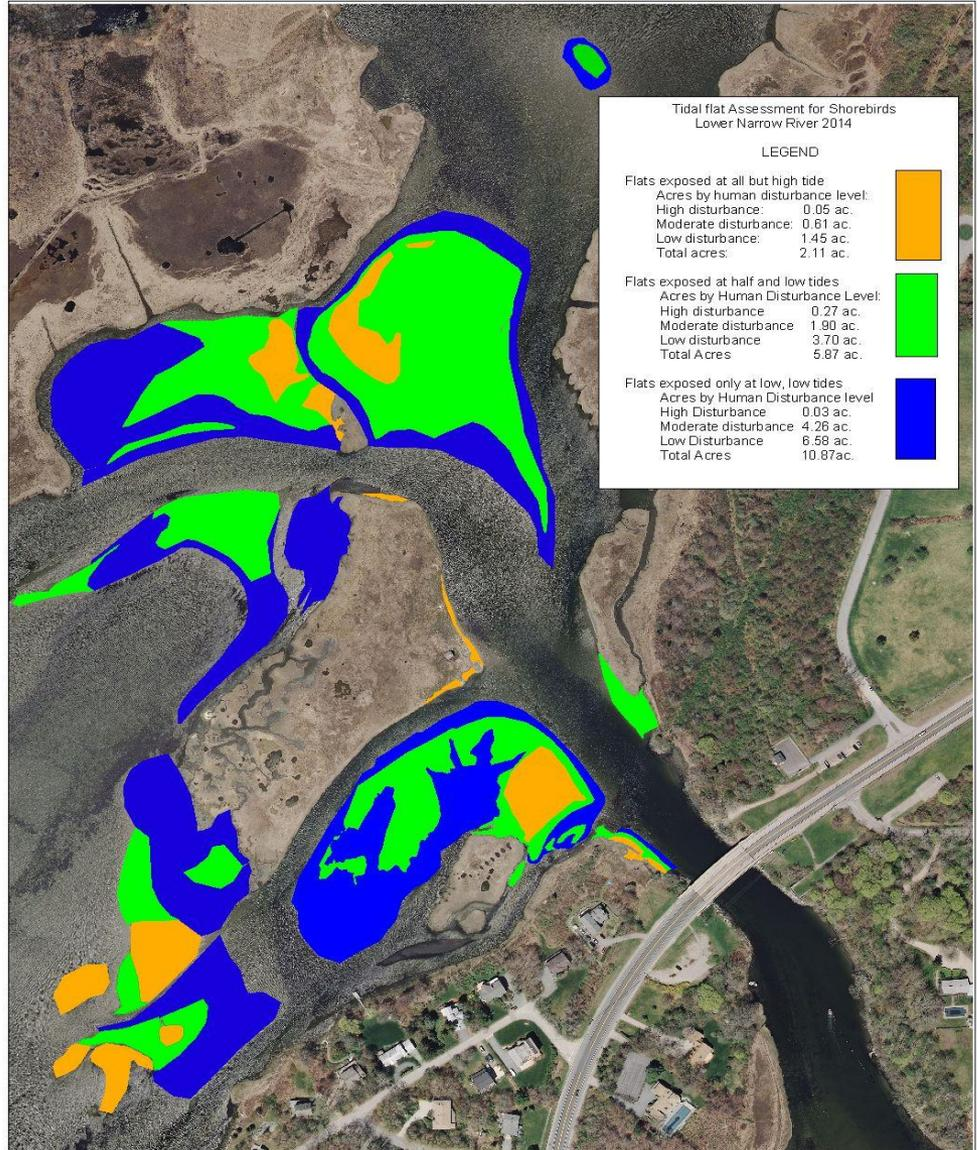 Tidal flat Assessment for Shorebirds
Lower Narrow River 2014
LEGEND
Flats exposed at all but high tide
Acres by human disturbance level:
High disturbance: 0.05 ac.
Moderate disturbance: 0.61 ac.
Low disturbance: 1.45 ac.
Total acres: 2.11 ac.
Flats exposed at half and low tides
Acres by Human Disturbance Level:
High disturbance 0.27 ac.
Moderate disturbance 1.90 ac.
Low disturbance 3.70 ac.
Total Acres 5.87 ac.
Flats exposed only at low, low tides
Acres by Human Disturbance level
High Disturbance 0.03 ac.
Moderate disturbance 4.26 ac.
Low Disturbance 6.58 ac.
Total Acres 10.87ac.